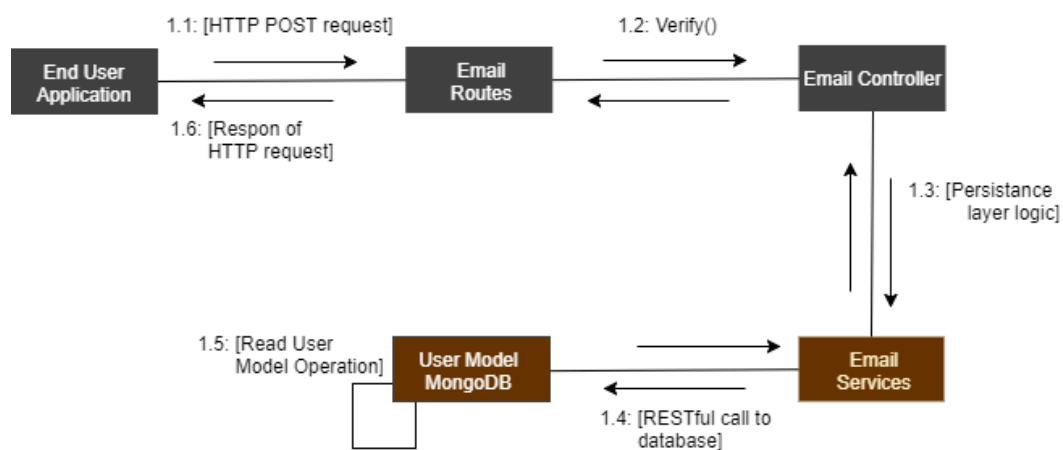 1.1: [HTTP POST request]
1.2: Verify()
End User
Application
Email
Routes
Email Controller
1.6: [Respon of
HTTP request]
1.3: [Persistance
layer logic]
1.5: [Read User
Model Operation]
User Model
MongoDB
Email
Services
1.4: [RESTful call to
database]